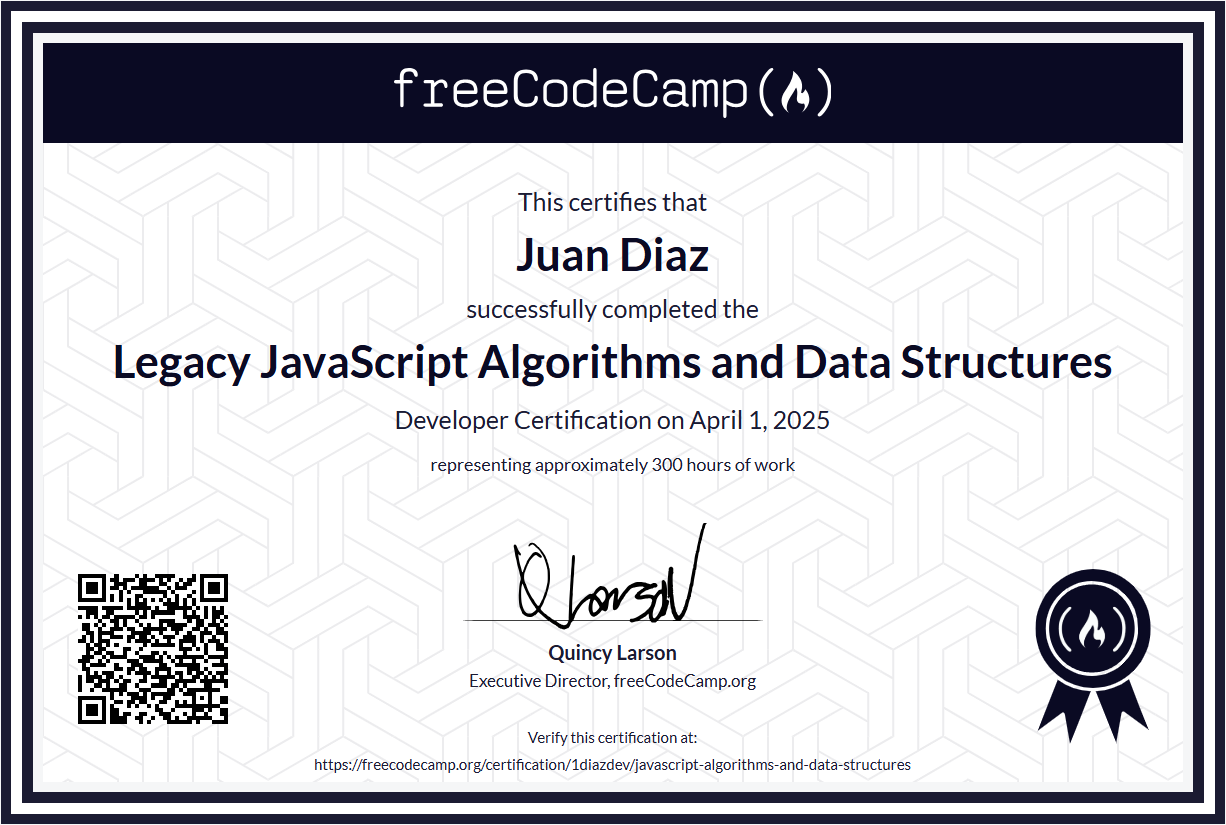 freeCodeCamp
This certifies that
Juan Diaz
successfully completed the
Legacy JavaScript Algorithms and Data Structures
Developer Certification on April 1, 2025
representing approximately 300 hours of work
Q Larson
Quincy Larson
Executive Director, freeCodeCamp.org
Verify this certification at:
https://freecodecamp.org/certification/1diazdev/javascript-algorithms-and-data-structures